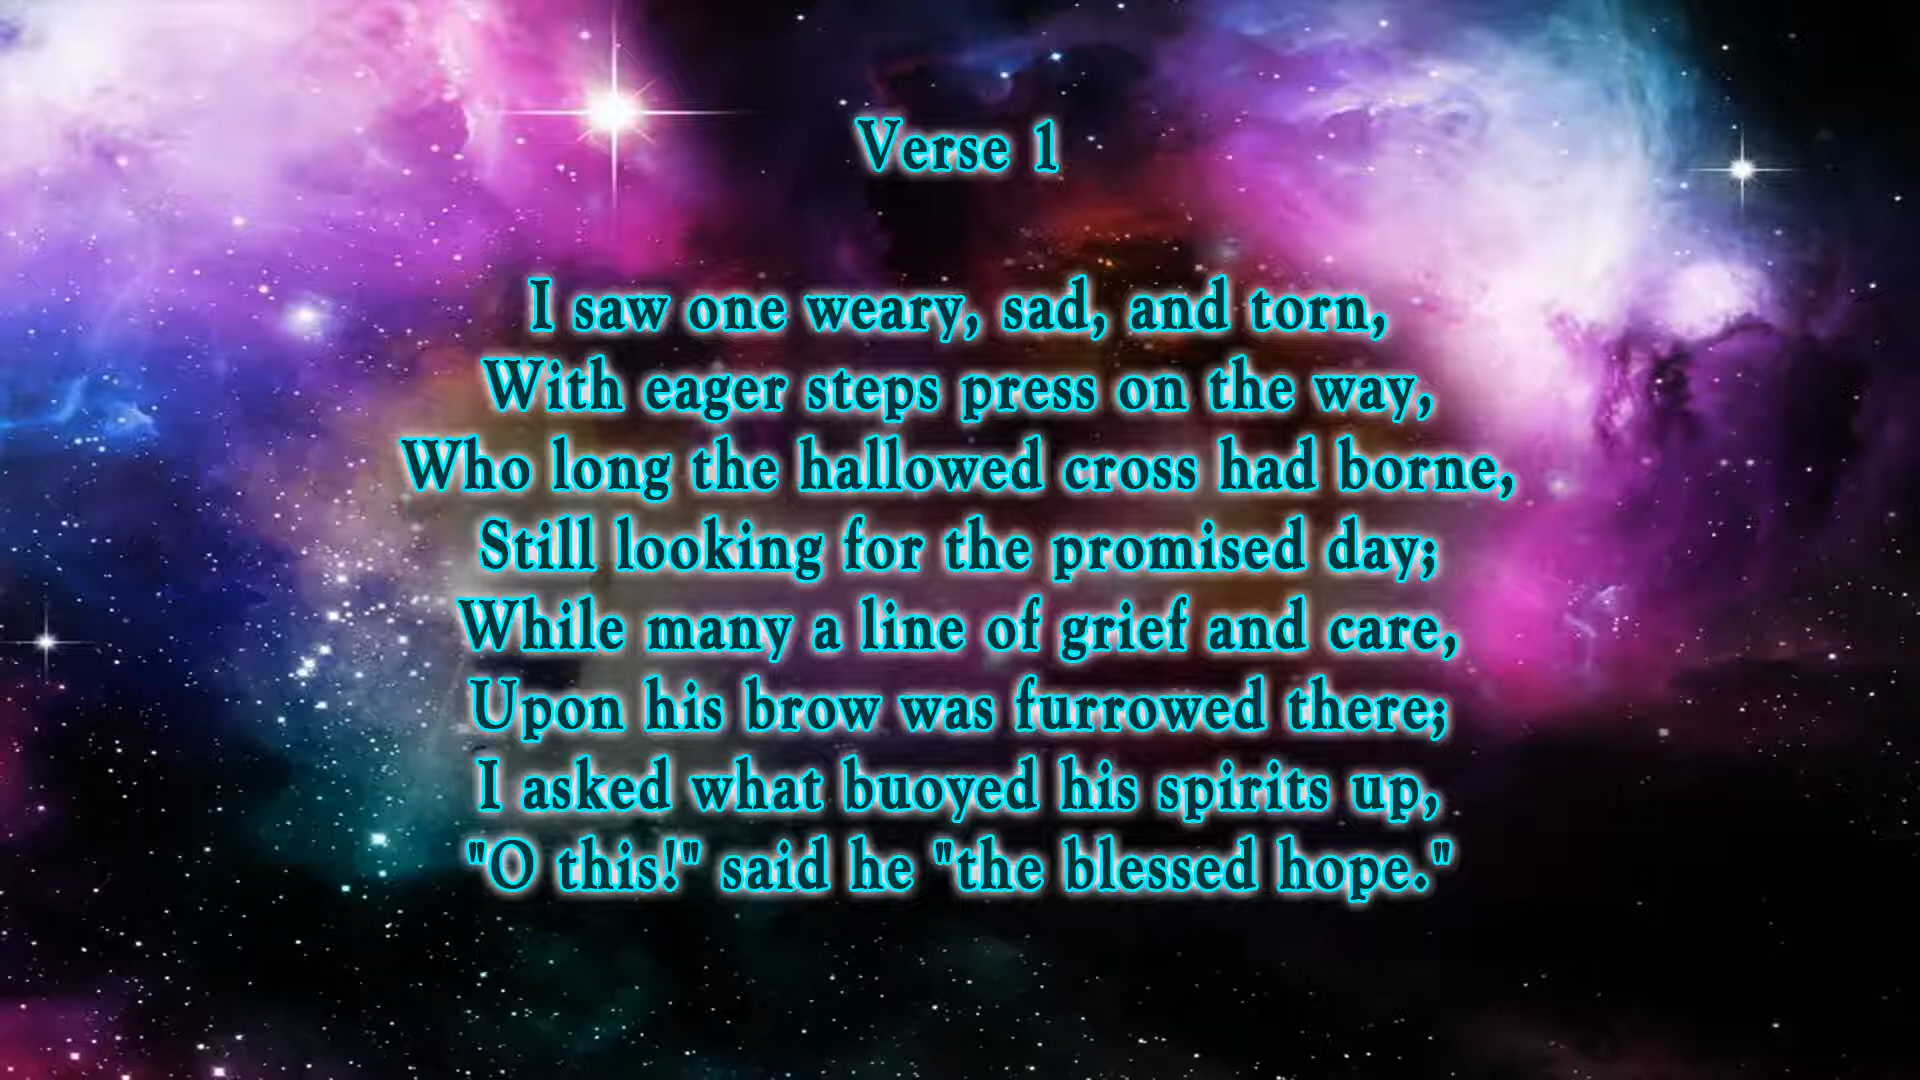 Verse 1
I saw one weary, sad, and torn,
With eager steps press on the way,
Who long the hallowed cross had borne,
Still looking for the promised day;
While many a line of grief and care,
Upon his brow was furrowed there;
I asked what buoyed his spirits up,
"O this!" said he "the blessed hope."